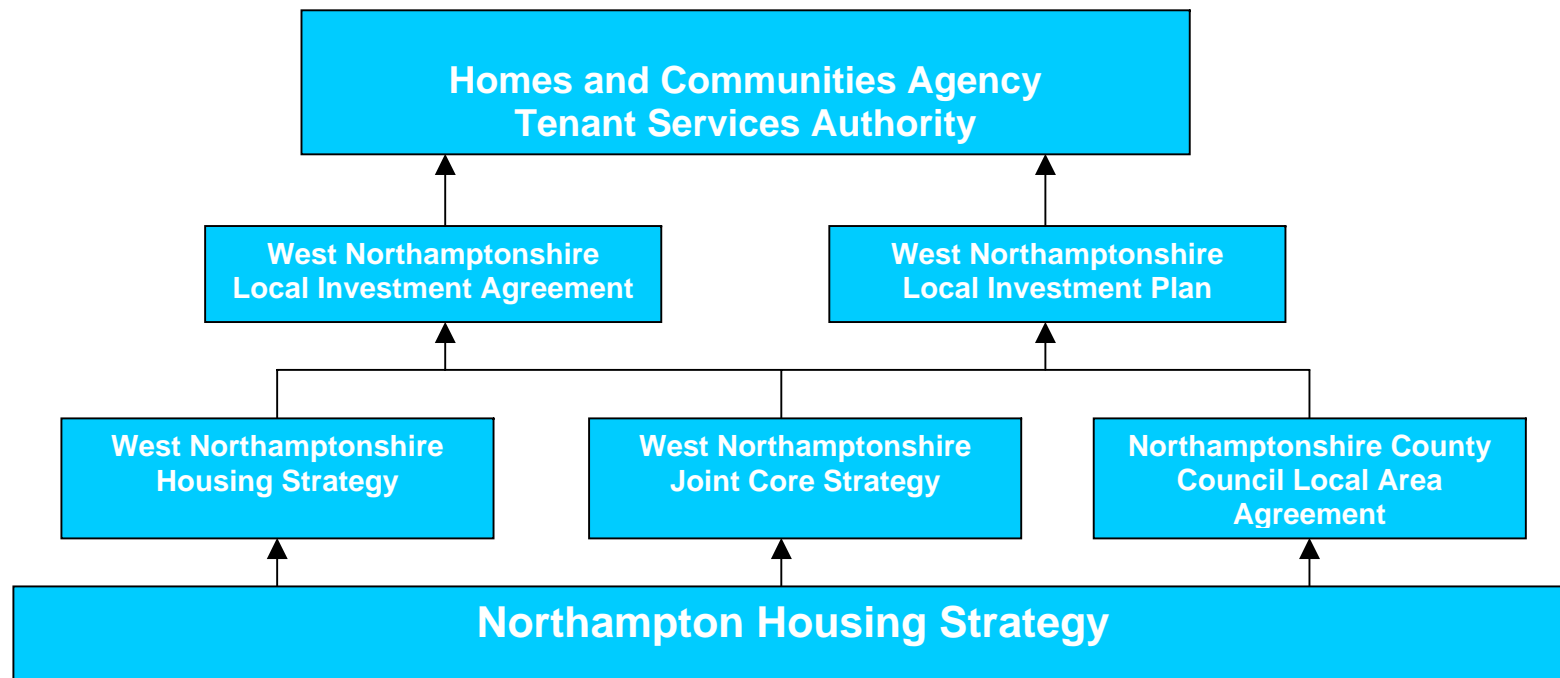 Homes and Communities Agency
Tenant Services Authority
West Northamptonshire
Local Investment Agreement
West Northamptonshire
Local Investment Plan
West Northamptonshire
Housing Strategy
West Northamptonshire
Joint Core Strategy
Northamptonshire County
Council Local Area
Agreement
Northampton Housing Strategy